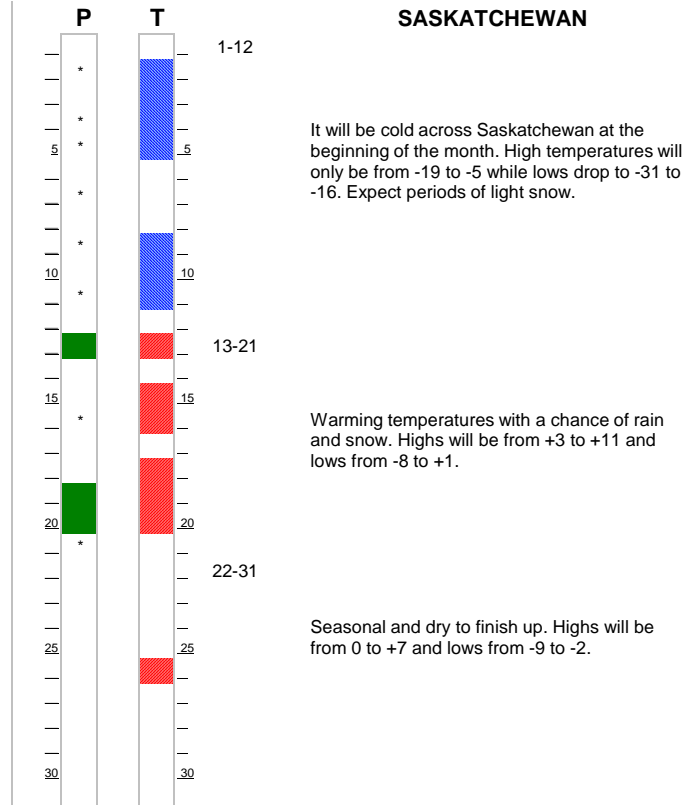 P T SASKATCHEWAN
1-12
*
*
5 * 5
It will be cold across Saskatchewan at the
beginning of the month. High temperatures will
only be from -19 to -5 while lows drop to -31 to
-16. Expect periods of light snow.
*
*
10 10
*
13-21
15 15
*
Warming temperatures with a chance of rain
and snow. Highs will be from +3 to +11 and
lows from -8 to +1.
20 20
*
22-31
25 25
Seasonal and dry to finish up. Highs will be
from 0 to +7 and lows from -9 to -2.
30 30